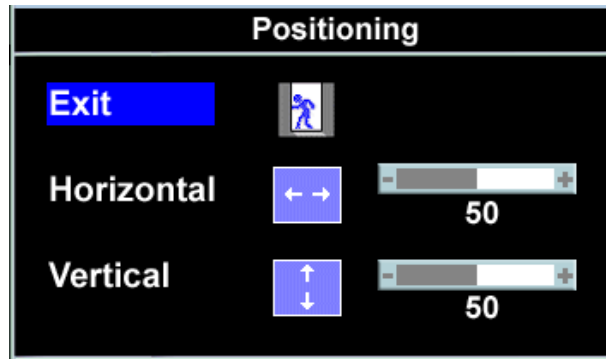 Positioning
Exit
Horizontal
- +
50
Vertical
- +
50